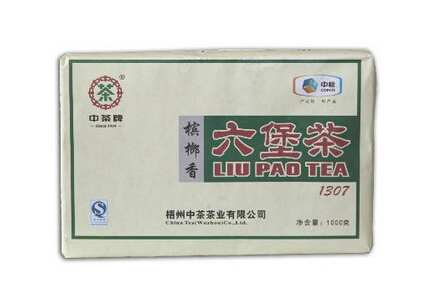 茶
中茶牌
中粮
COFCO
槟榔香
六堡茶
LIU PAO TEA
1307
梧州中茶茶业有限公司
China Tea(Wuzhou)Co.,Ltd.
净含量：1000克